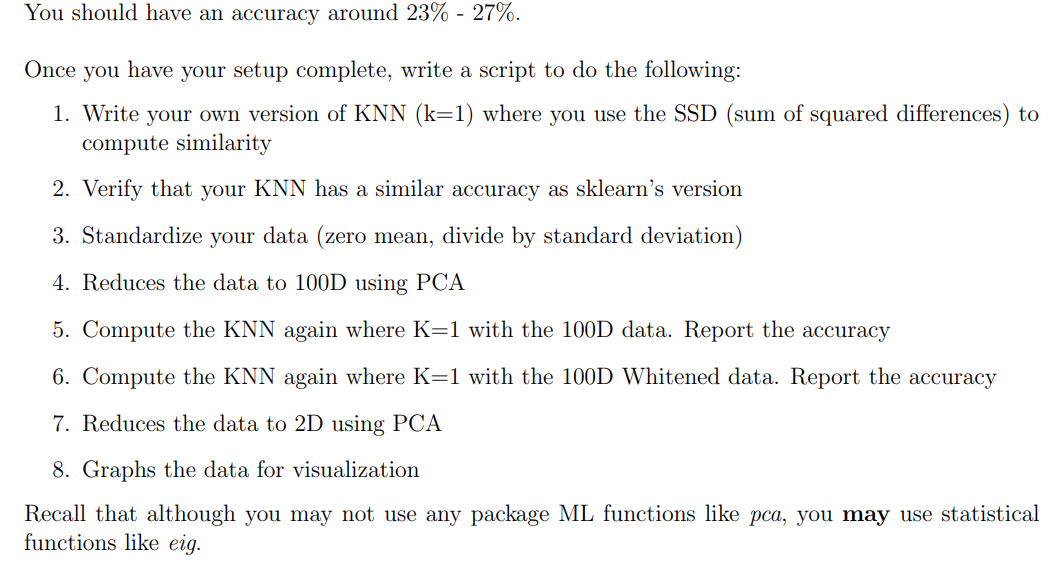 You should have an accuracy around 23% - 27%.
Once you have your setup complete, write a script to do the following:
1. Write your own version of KNN (k=1) where you use the SSD (sum of squared differences) to
compute similarity
2. Verify that your KNN has a similar accuracy as sklearn's version
3. Standardize your data (zero mean, divide by standard deviation)
4. Reduces the data to 100D using PCA
5. Compute the KNN again where K=1 with the 100D data. Report the accuracy
6. Compute the KNN again where K=1 with the 100D Whitened data. Report the accuracy
7. Reduces the data to 2D using PCA
8. Graphs the data for visualization
Recall that although you may not use any package ML functions like pca, you may use statistical
functions like eig.